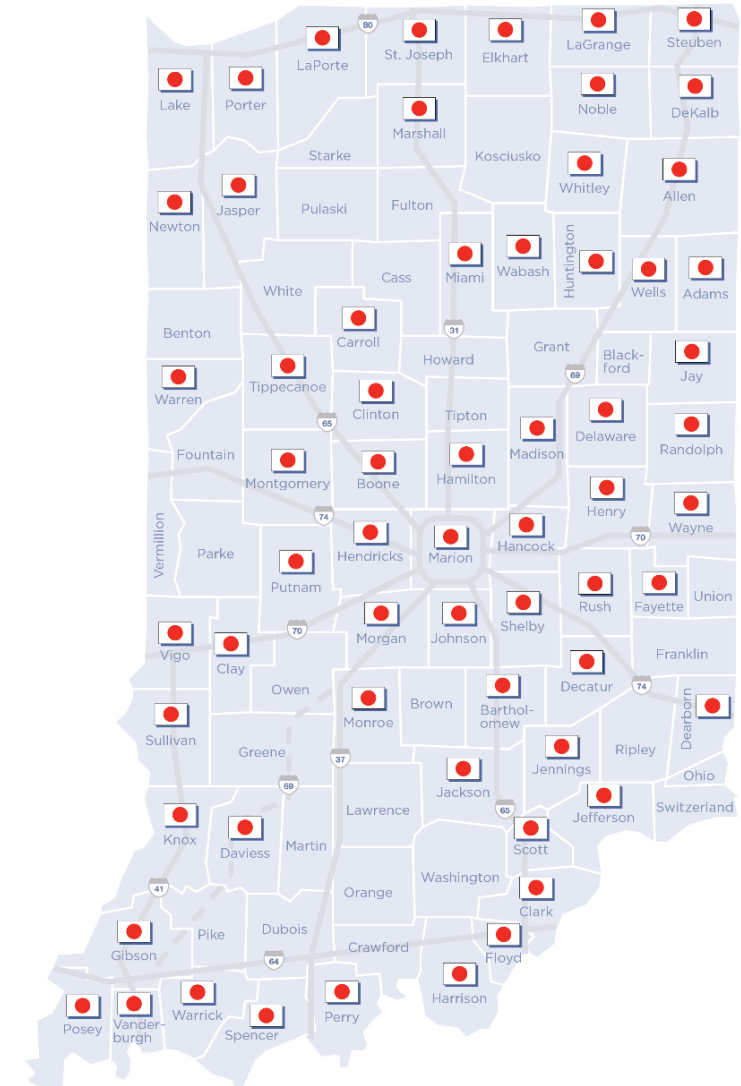 80
LaGrange
Steuben
St. Joseph
Elkhart
LaPorte
Lake
Porter
Noble
DeKalb
Marshall
Starke
Kosciusko
Whitley
Allen
Jasper
Pulaski
Fulton
Newton
Huntington
Miami
Wabash
Cass
White
Wells
Adams
Benton
31
Carroll
Grant
Howard
Black-
ford
Jay
69
Tippecanoe
Warren
Clinton
Tipton
65
Delaware
Madison
Randolph
Fountain
Montgomery
Boone
Hamilton
Henry
74
Wayne
70
Vermillion
Parke
Hendricks
Marion
Hancock
Putnam
Rush
Fayette
Union
70
Morgan
Johnson
Shelby
Vigo
Clay
Franklin
Owen
Decatur
74
Monroe
Brown
Barthol-
omew
Dearborn
Sullivan
Greene
37
Jennings
Ripley
69
Jackson
Ohio
Lawrence
65
Jefferson
Switzerland
Knox
Daviess
Martin
Scott
Washington
41
Orange
Clark
Pike
Dubois
Gibson
Crawford
64
Floyd
Harrison
Posey
Vander-
burgh
Warrick
Spencer
Perry